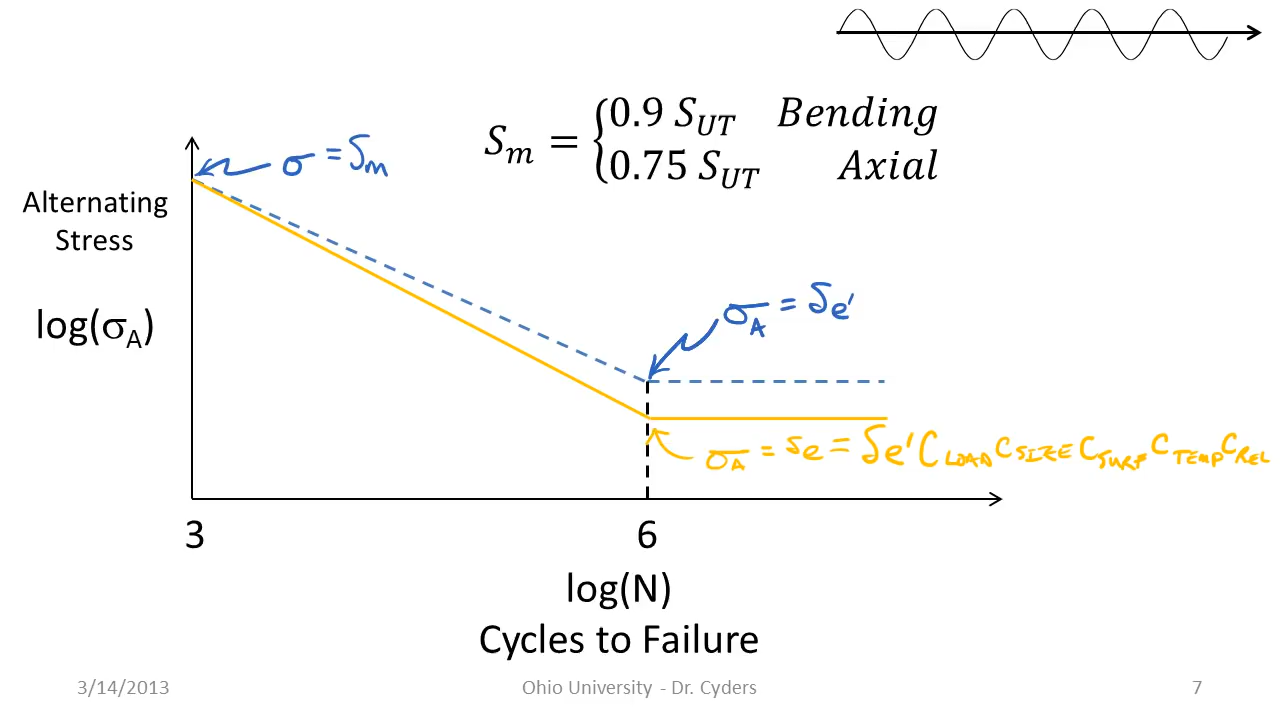 S_m = { 0.9 S_UT Bending
0.75 S_UT Axial
σ = S_m
Alternating
Stress
log(σ_A)
σ_A = S_e'
σ_A = S_e = S_e' C_LOAD C_SIZE C_SURF C_TEMP C_REL
3 6
log(N)
Cycles to Failure
3/14/2013 Ohio University - Dr. Cyders 7